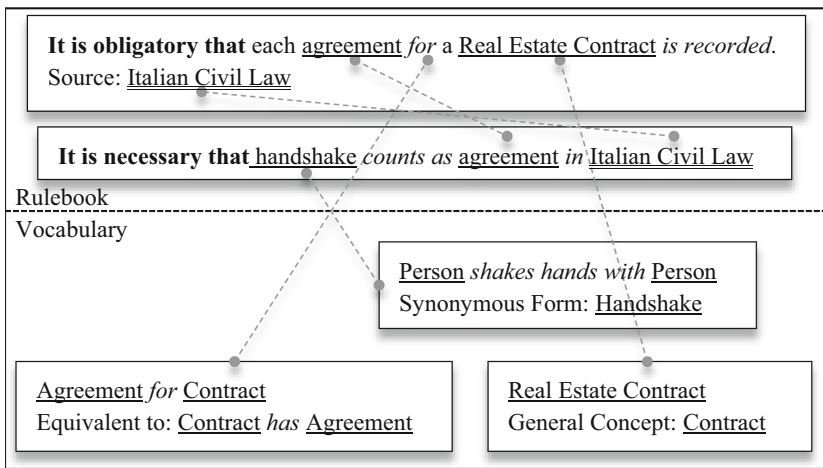 It is obligatory that each agreement for a Real Estate Contract is recorded.
Source: Italian Civil Law
It is necessary that handshake counts as agreement in Italian Civil Law
Rulebook
Vocabulary
Person shakes hands with Person
Synonymous Form: Handshake
Agreement for Contract
Equivalent to: Contract has Agreement
Real Estate Contract
General Concept: Contract